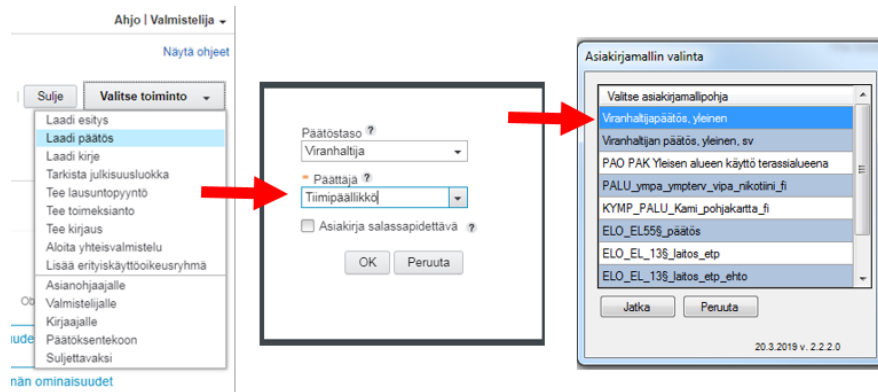 Ahjo | Valmistelija
Näytä ohjeet
Sulje
Valitse toiminto
Laadi esitys
Laadi päätös
Laadi kirje
Tarkista julkisuusluokka
Tee lausuntopyyntö
Tee toimeksianto
Tee kirjaus
Aloita yhteisvalmistelu
Lisää erityiskäyttöoikeusryhmä
Asianohjaajalle
Valmistelijalle
Kirjaajalle
Päätöksentekoon
Suljettavaksi
män ominaisuudet
Päätöstaso ?
Viranhaltija
* Päättäjä ?
Tiimipäällikkö
Asiakirja salassapidettävä ?
OK
Peruuta
Asiakirjamallin valinta
Valitse asiakirjamallipohja
Viranhaltijapäätös, yleinen
Viranhaltijan päätös, yleinen, sv
PAO PAK Yleisen alueen käyttö terassialueena
PALU_ympa_ympterv_vipa_nikotiini_fi
KYMP_PALU_Kami_pohjakartta_fi
ELO_EL55§_päätös
ELO_EL_13§_laitos_etp
ELO_EL_13§_laitos_etp_ehto
Jatka
Peruuta
20.3.2019 v. 2.2.2.0